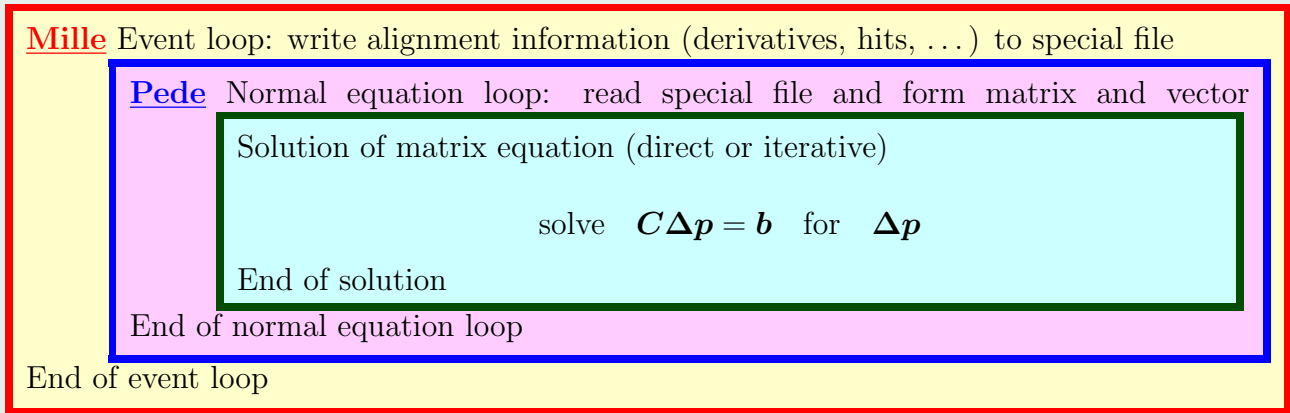 Mille Event loop: write alignment information (derivatives, hits, ...) to special file
Pede Normal equation loop: read special file and form matrix and vector
Solution of matrix equation (direct or iterative)
solve CΔp = b for Δp
End of solution
End of normal equation loop
End of event loop